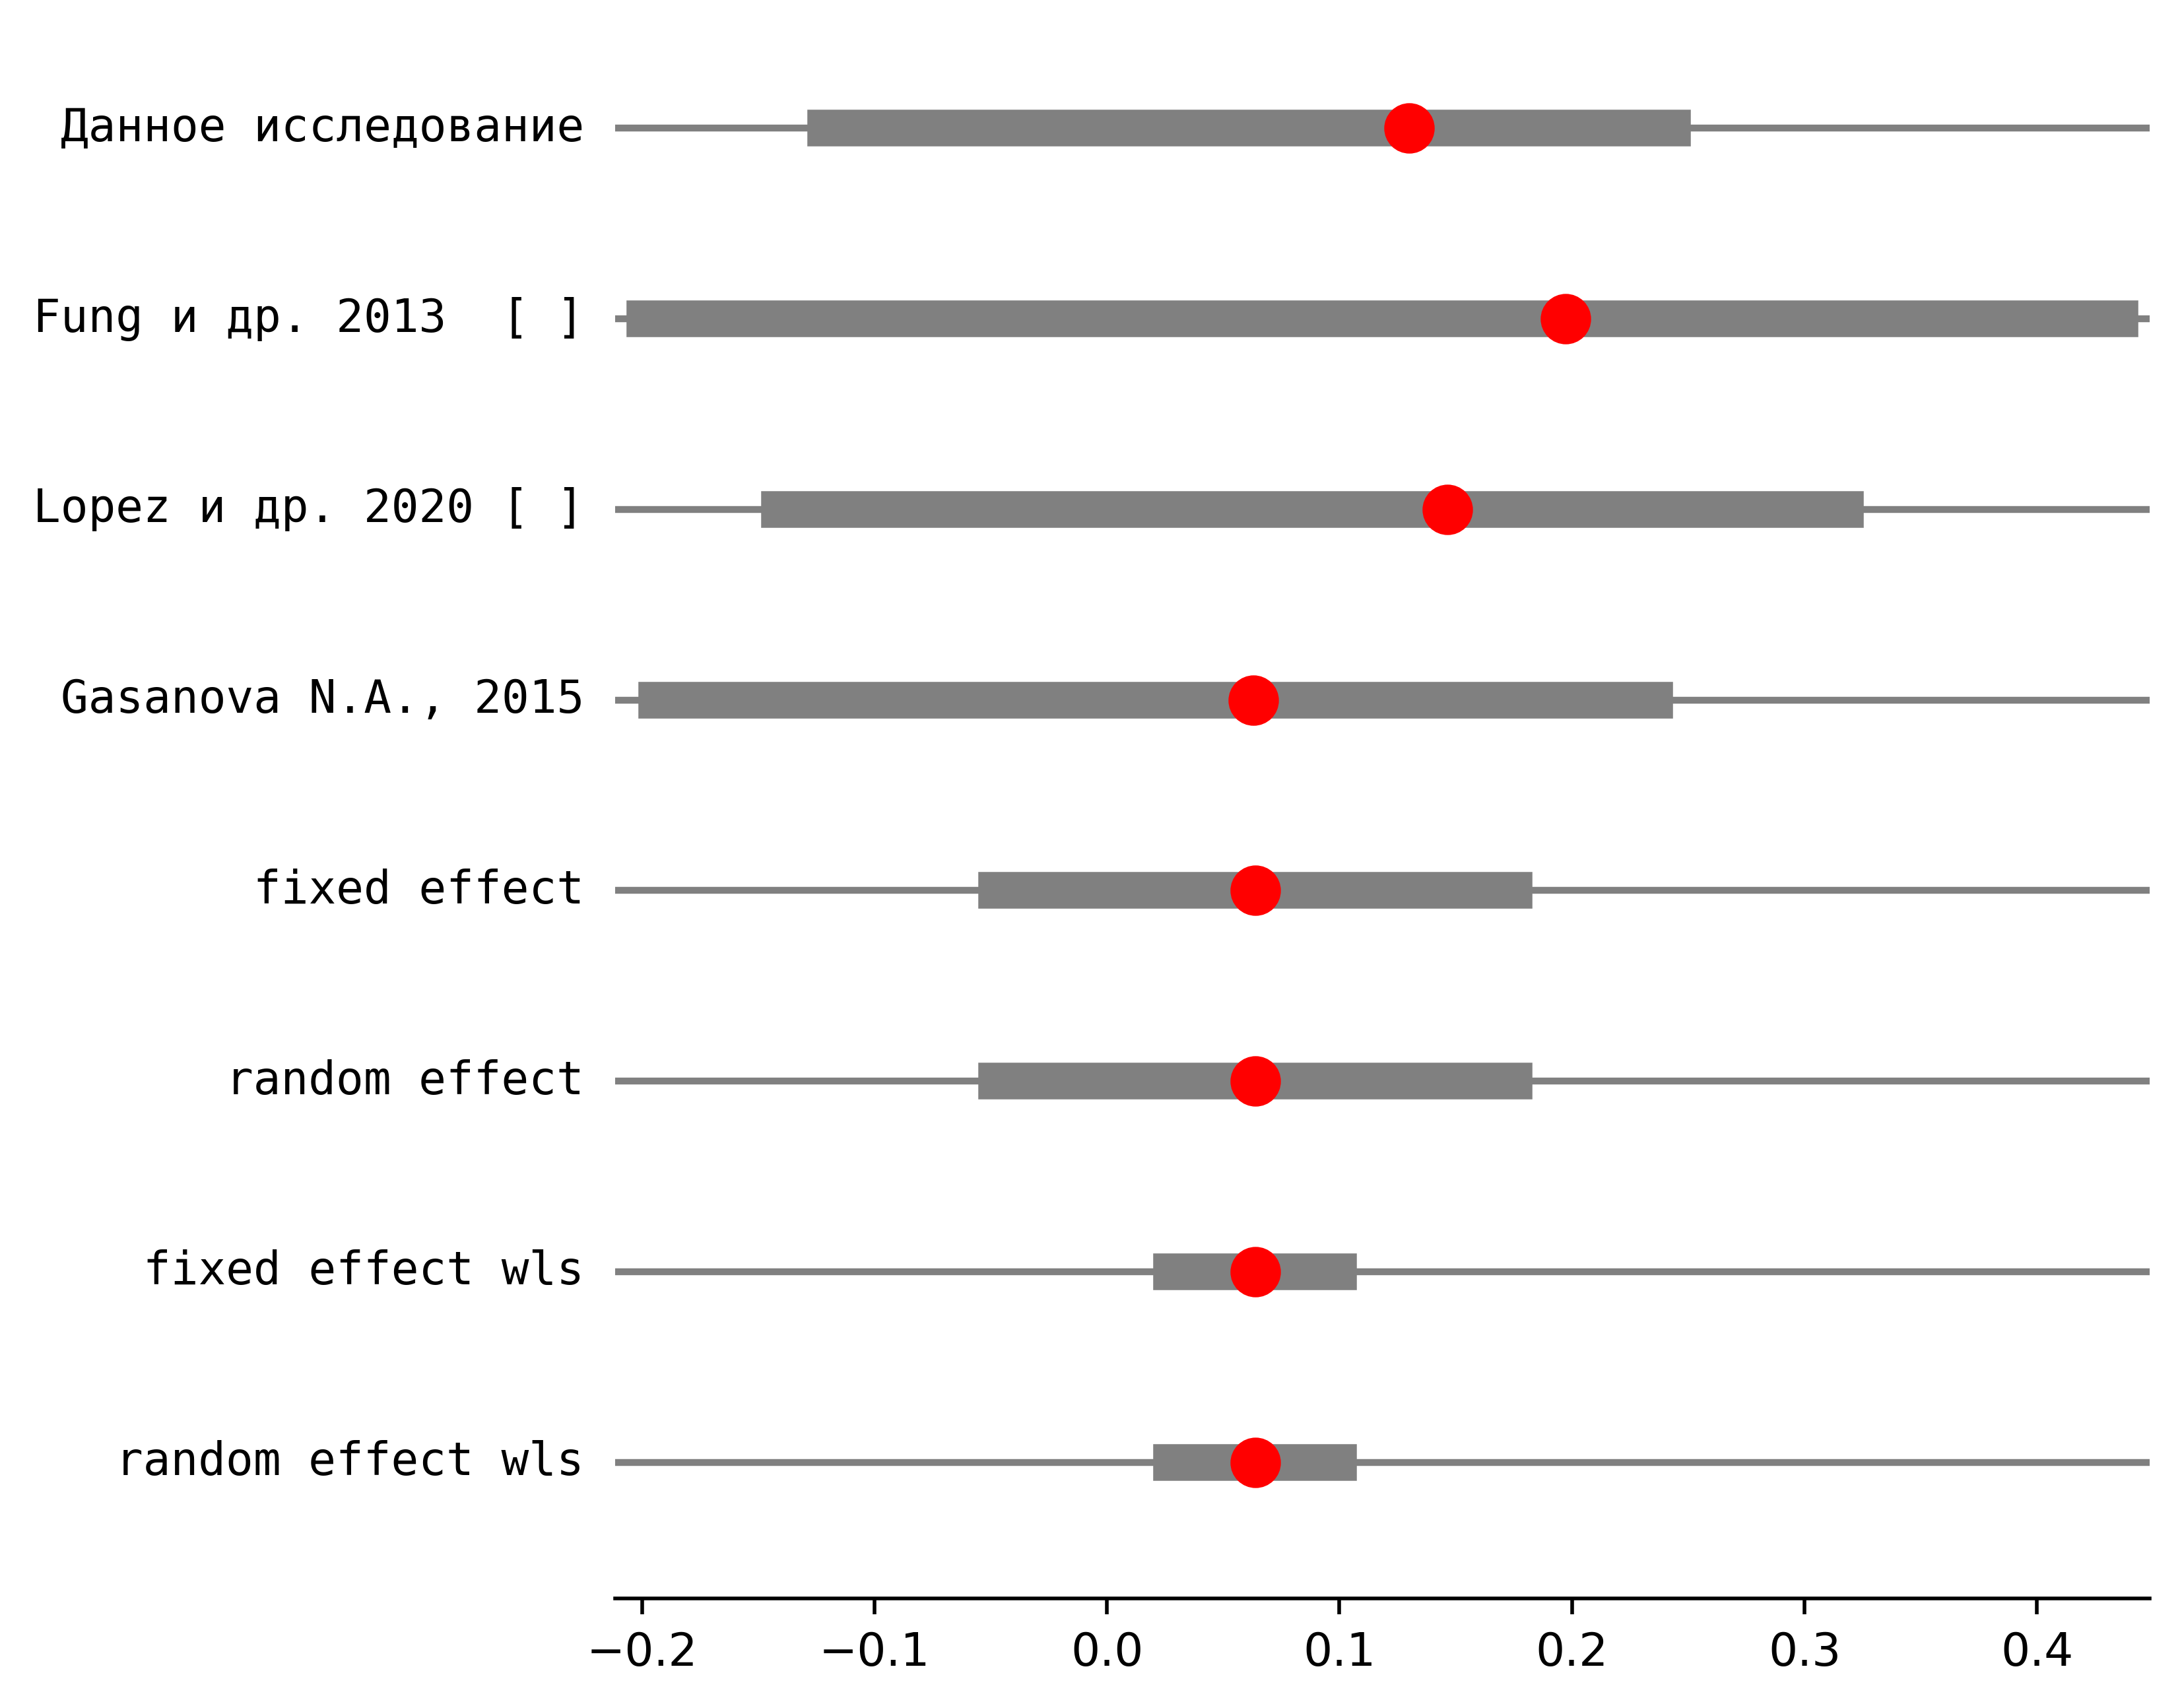 Данное исследование
Fung и др. 2013  [ ]
Lopez и др. 2020 [ ]
Gasanova N.A., 2015
fixed effect
random effect
fixed effect wls
random effect wls
−0.2 −0.1 0.0 0.1 0.2 0.3 0.4